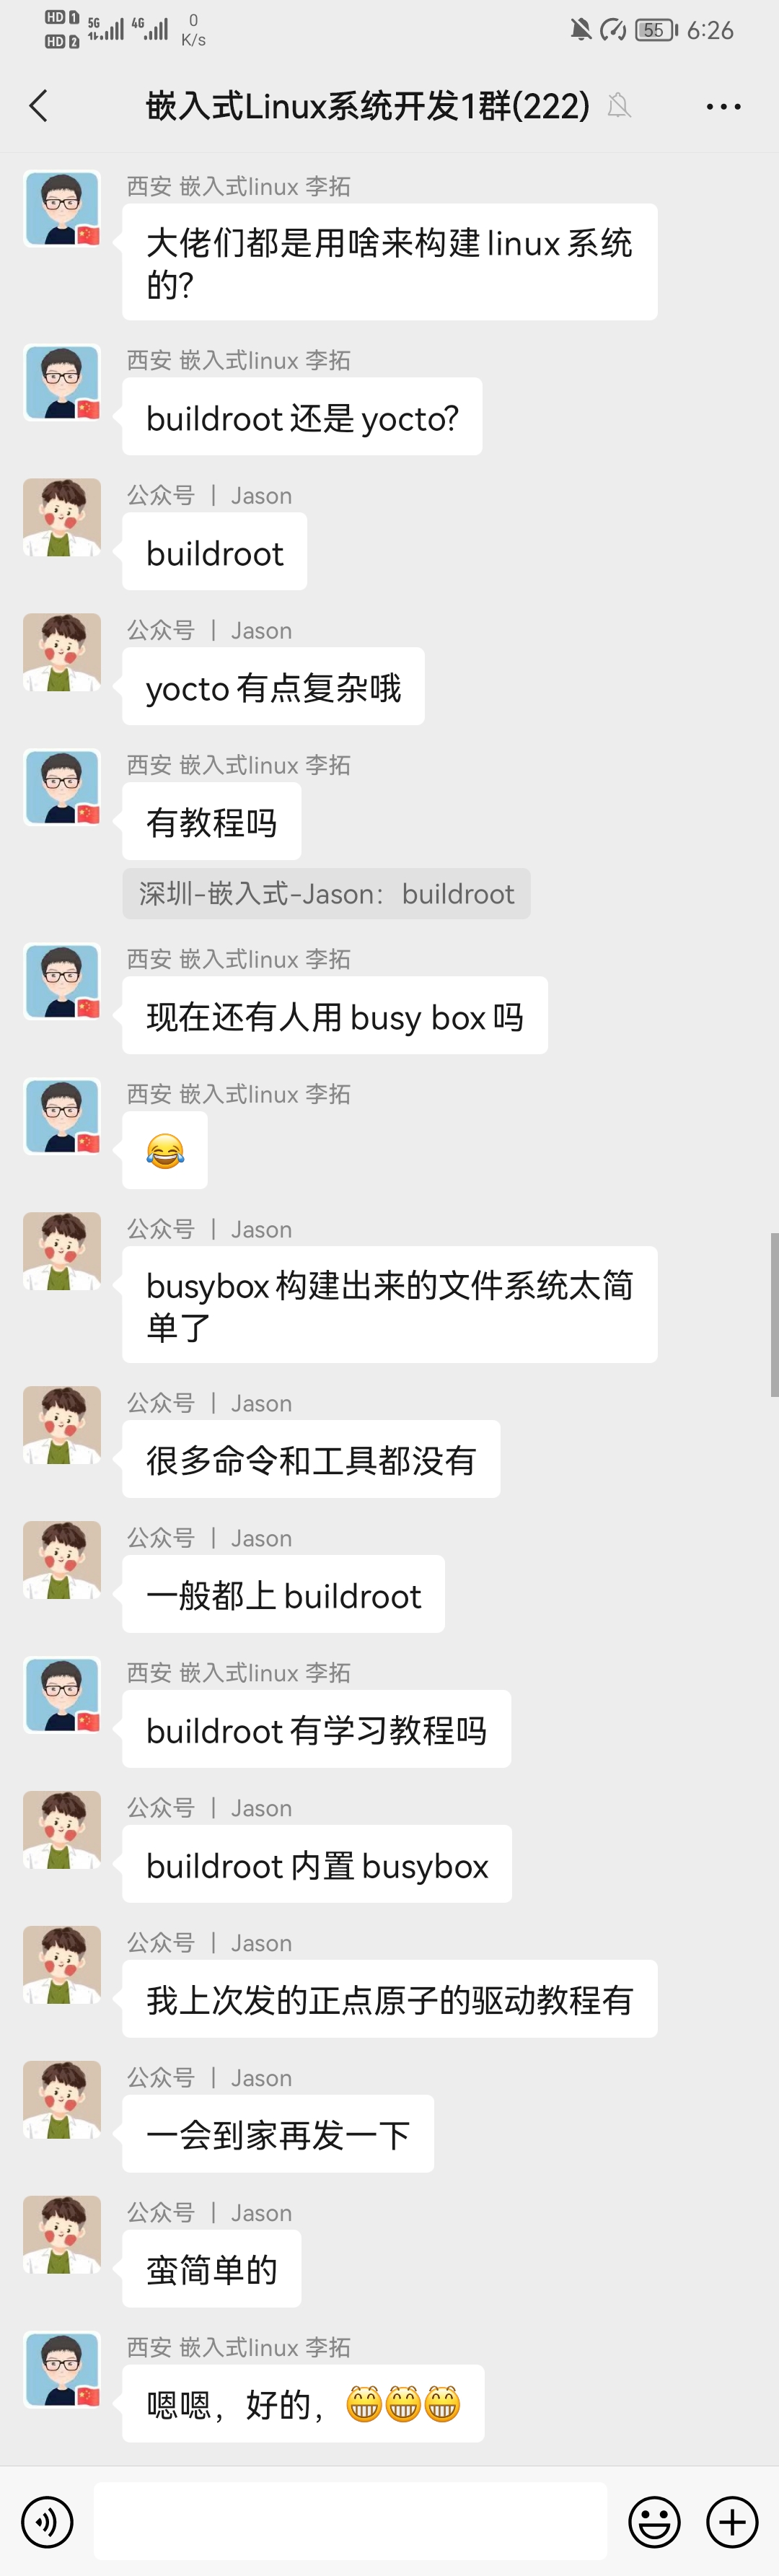 HD 1
HD 2
5G
4G
0
K/s
55
6:26
嵌入式Linux系统开发1群(222)
西安 嵌入式linux 李拓
大佬们都是用啥来构建 linux 系统
的?
西安 嵌入式linux 李拓
buildroot 还是 yocto?
公众号 | Jason
buildroot
公众号 | Jason
yocto 有点复杂哦
西安 嵌入式linux 李拓
有教程吗
深圳-嵌入式-Jason：buildroot
西安 嵌入式linux 李拓
现在还有人用 busy box 吗
西安 嵌入式linux 李拓
😂
公众号 | Jason
busybox 构建出来的文件系统太简
单了
公众号 | Jason
很多命令和工具都没有
公众号 | Jason
一般都上 buildroot
西安 嵌入式linux 李拓
buildroot 有学习教程吗
公众号 | Jason
buildroot 内置 busybox
公众号 | Jason
我上次发的正点原子的驱动教程有
公众号 | Jason
一会到家再发一下
公众号 | Jason
蛮简单的
西安 嵌入式linux 李拓
嗯嗯，好的，😁😁😁